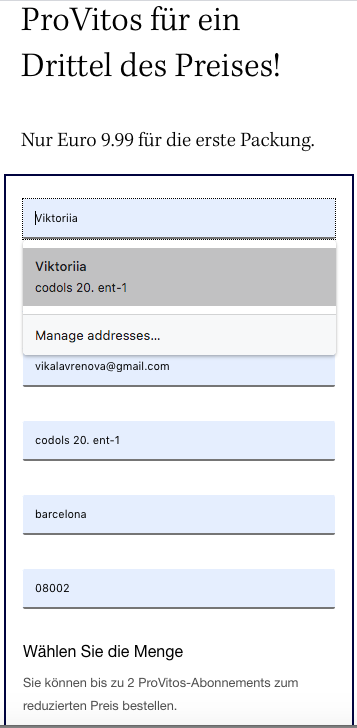 ProVitos für ein
Drittel des Preises!
Nur Euro 9.99 für die erste Packung.
Viktoriia
Viktoriia
codols 20. ent-1
Manage addresses...
vikalavrenova@gmail.com
codols 20. ent-1
barcelona
08002
Wählen Sie die Menge
Sie können bis zu 2 ProVitos-Abonnements zum
reduzierten Preis bestellen.